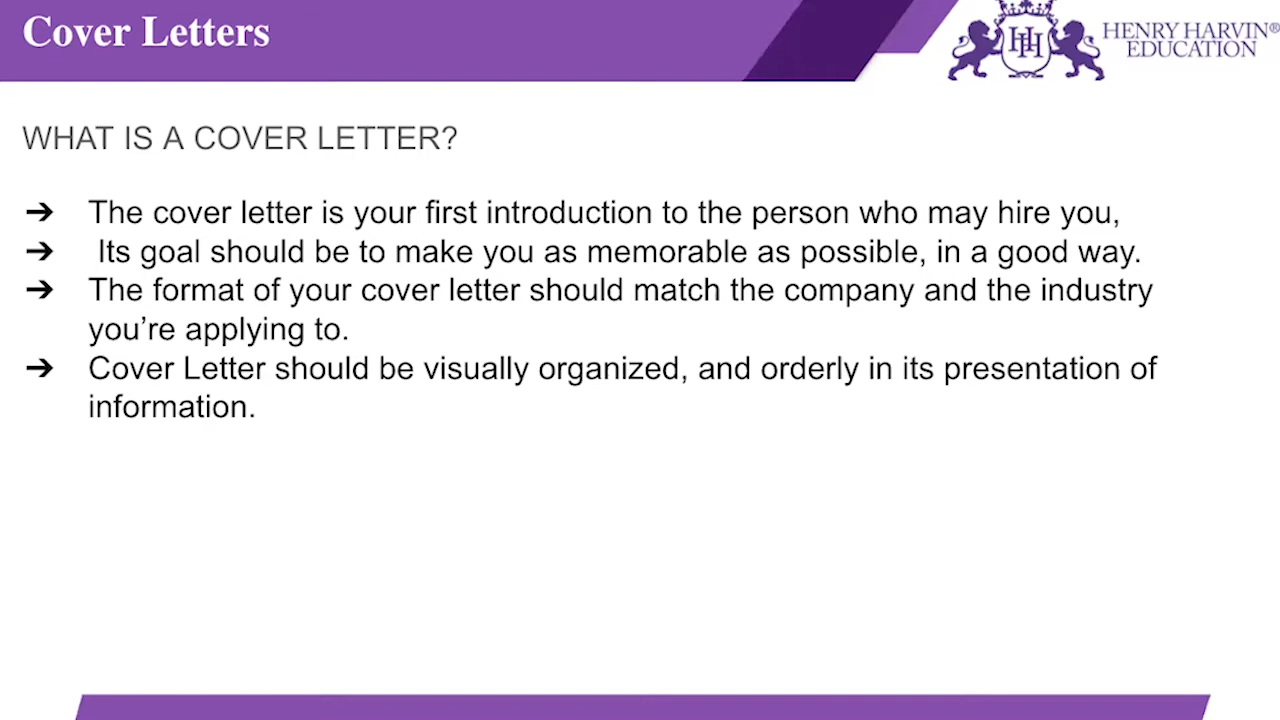 Cover Letters
HENRY HARVIN®
EDUCATION
WHAT IS A COVER LETTER?
➔ The cover letter is your first introduction to the person who may hire you,
➔ Its goal should be to make you as memorable as possible, in a good way.
➔ The format of your cover letter should match the company and the industry
you’re applying to.
➔ Cover Letter should be visually organized, and orderly in its presentation of
information.